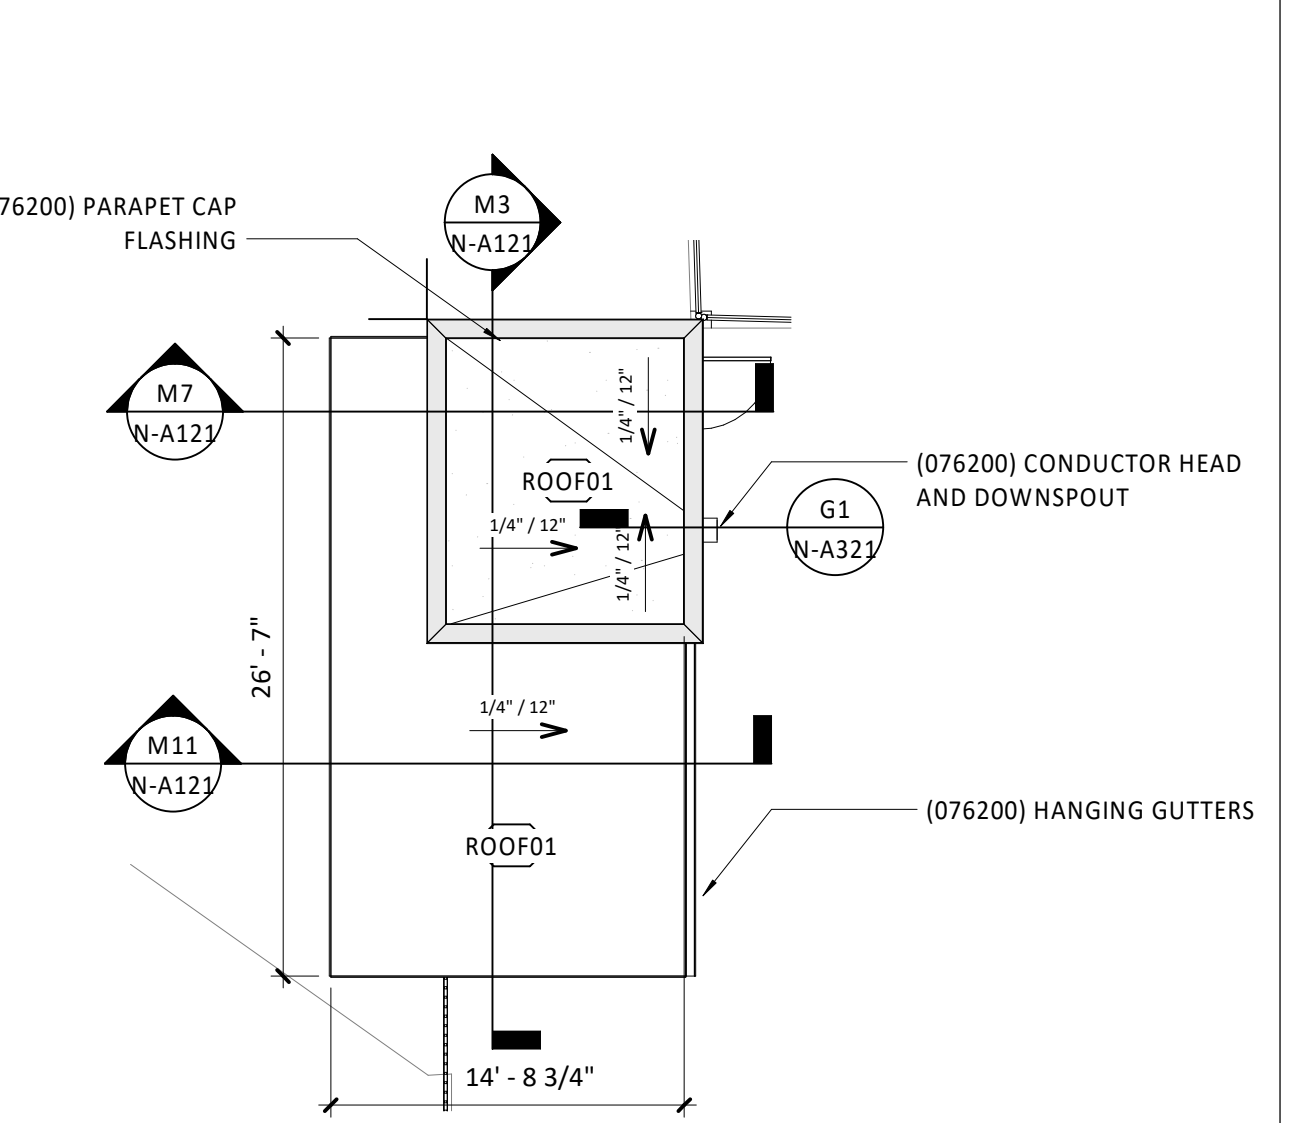 M3
N-A121
76200) PARAPET CAP
FLASHING
M7
N-A121
1/4" / 12"
ROOF01
(076200) CONDUCTOR HEAD
AND DOWNSPOUT
G1
N-A321
1/4" / 12"
1/4" / 12"
26' - 7"
1/4" / 12"
M11
N-A121
(076200) HANGING GUTTERS
ROOF01
14' - 8 3/4"